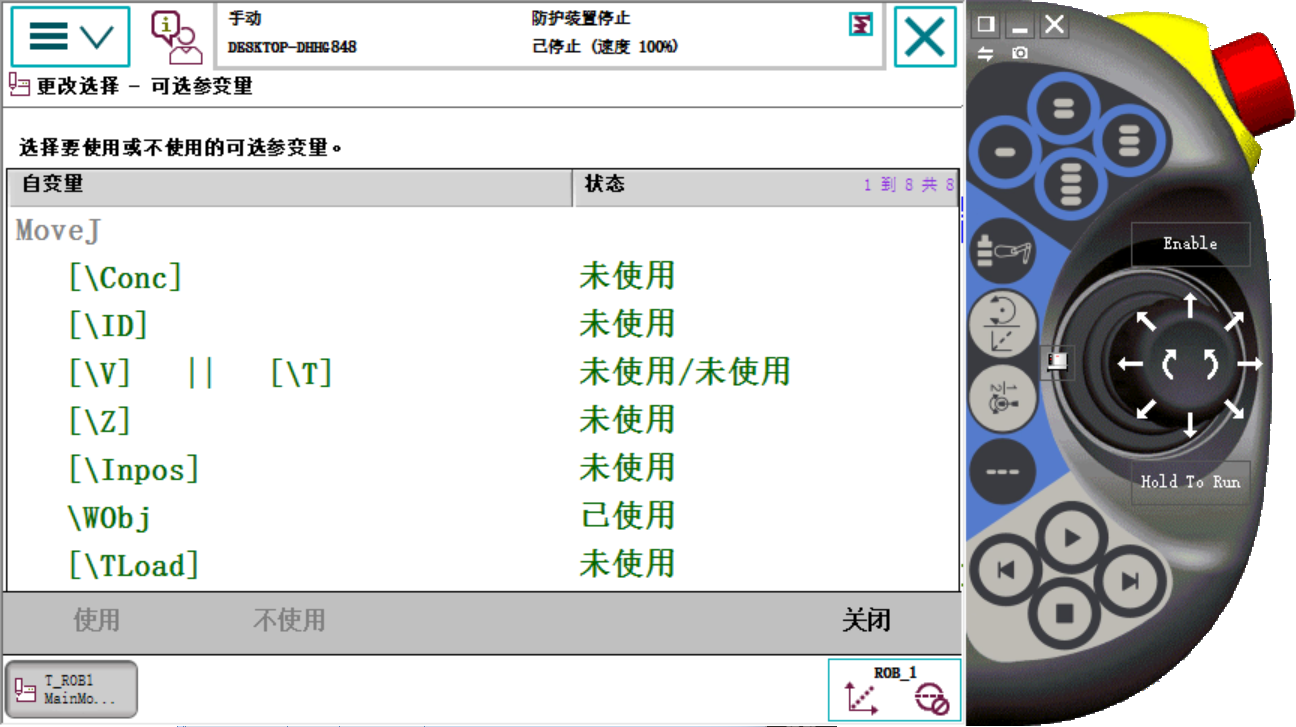 手动
DESKTOP-DHHG848
防护装置停止
己停止 (速度 100%)
更改选择 - 可选参变量
选择要使用或不使用的可选参变量。
自变量 状态 1 到 8 共 8
MoveJ
[\Conc] 未使用
[\ID] 未使用
[\V] || [\T] 未使用/未使用
[\Z] 未使用
[\Inpos] 未使用
\WObj 己使用
[\TLoad] 未使用
使用 不使用 关闭
T_ROB1
MainMo...
ROB_1
Enable
Hold To Run